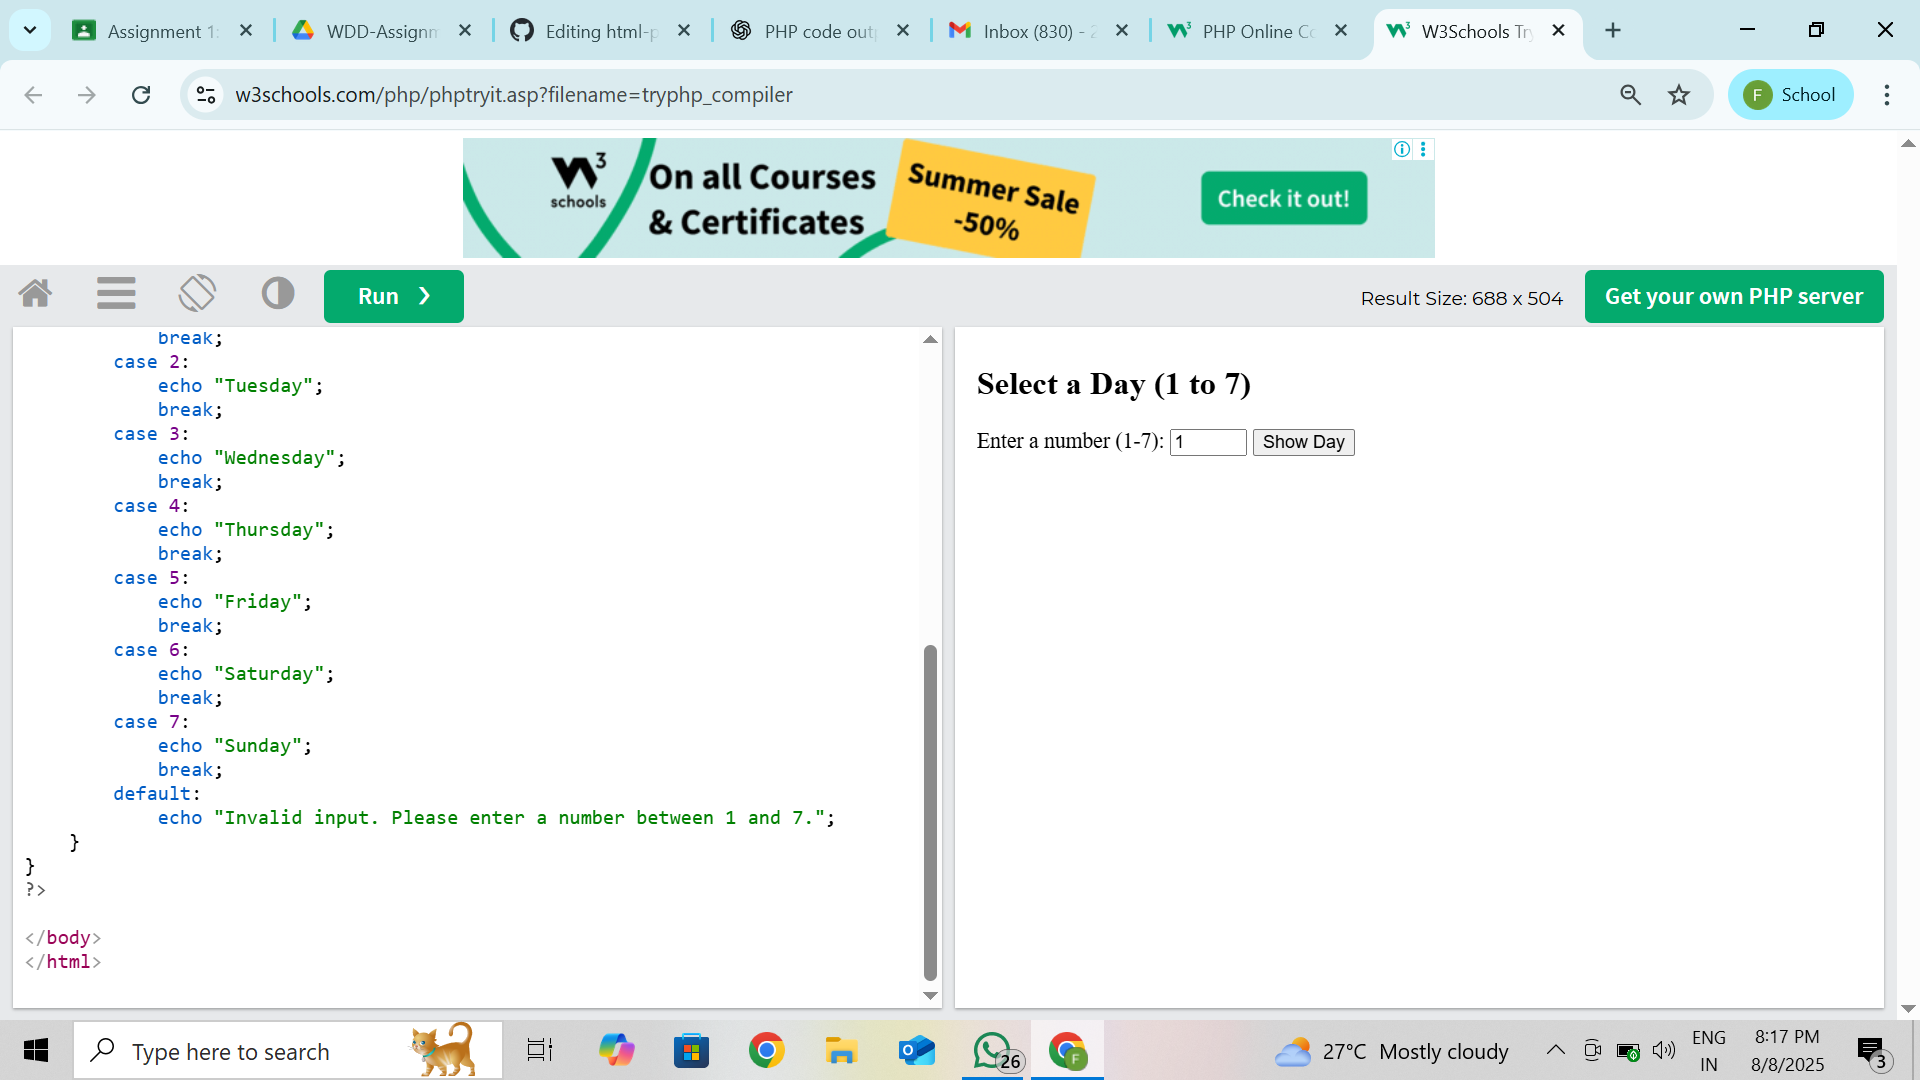 Assignment 1:
WDD-Assignm
Editing html-p
PHP code outp
Inbox (830) - 2
PHP Online Co
W3Schools Try
w3schools.com/php/phptryit.asp?filename=tryphp_compiler
F School
W3 schools
On all Courses
& Certificates
Summer Sale
-50%
Check it out!
Run ❯
Result Size: 688 x 504
Get your own PHP server
break;
case 2:
echo "Tuesday";
break;
case 3:
echo "Wednesday";
break;
case 4:
echo "Thursday";
break;
case 5:
echo "Friday";
break;
case 6:
echo "Saturday";
break;
case 7:
echo "Sunday";
break;
default:
echo "Invalid input. Please enter a number between 1 and 7.";
}
}
?>
</body>
</html>
Select a Day (1 to 7)
Enter a number (1-7): 1 Show Day
Type here to search
26
F
27°C Mostly cloudy
ENG
IN
8:17 PM
8/8/2025
3